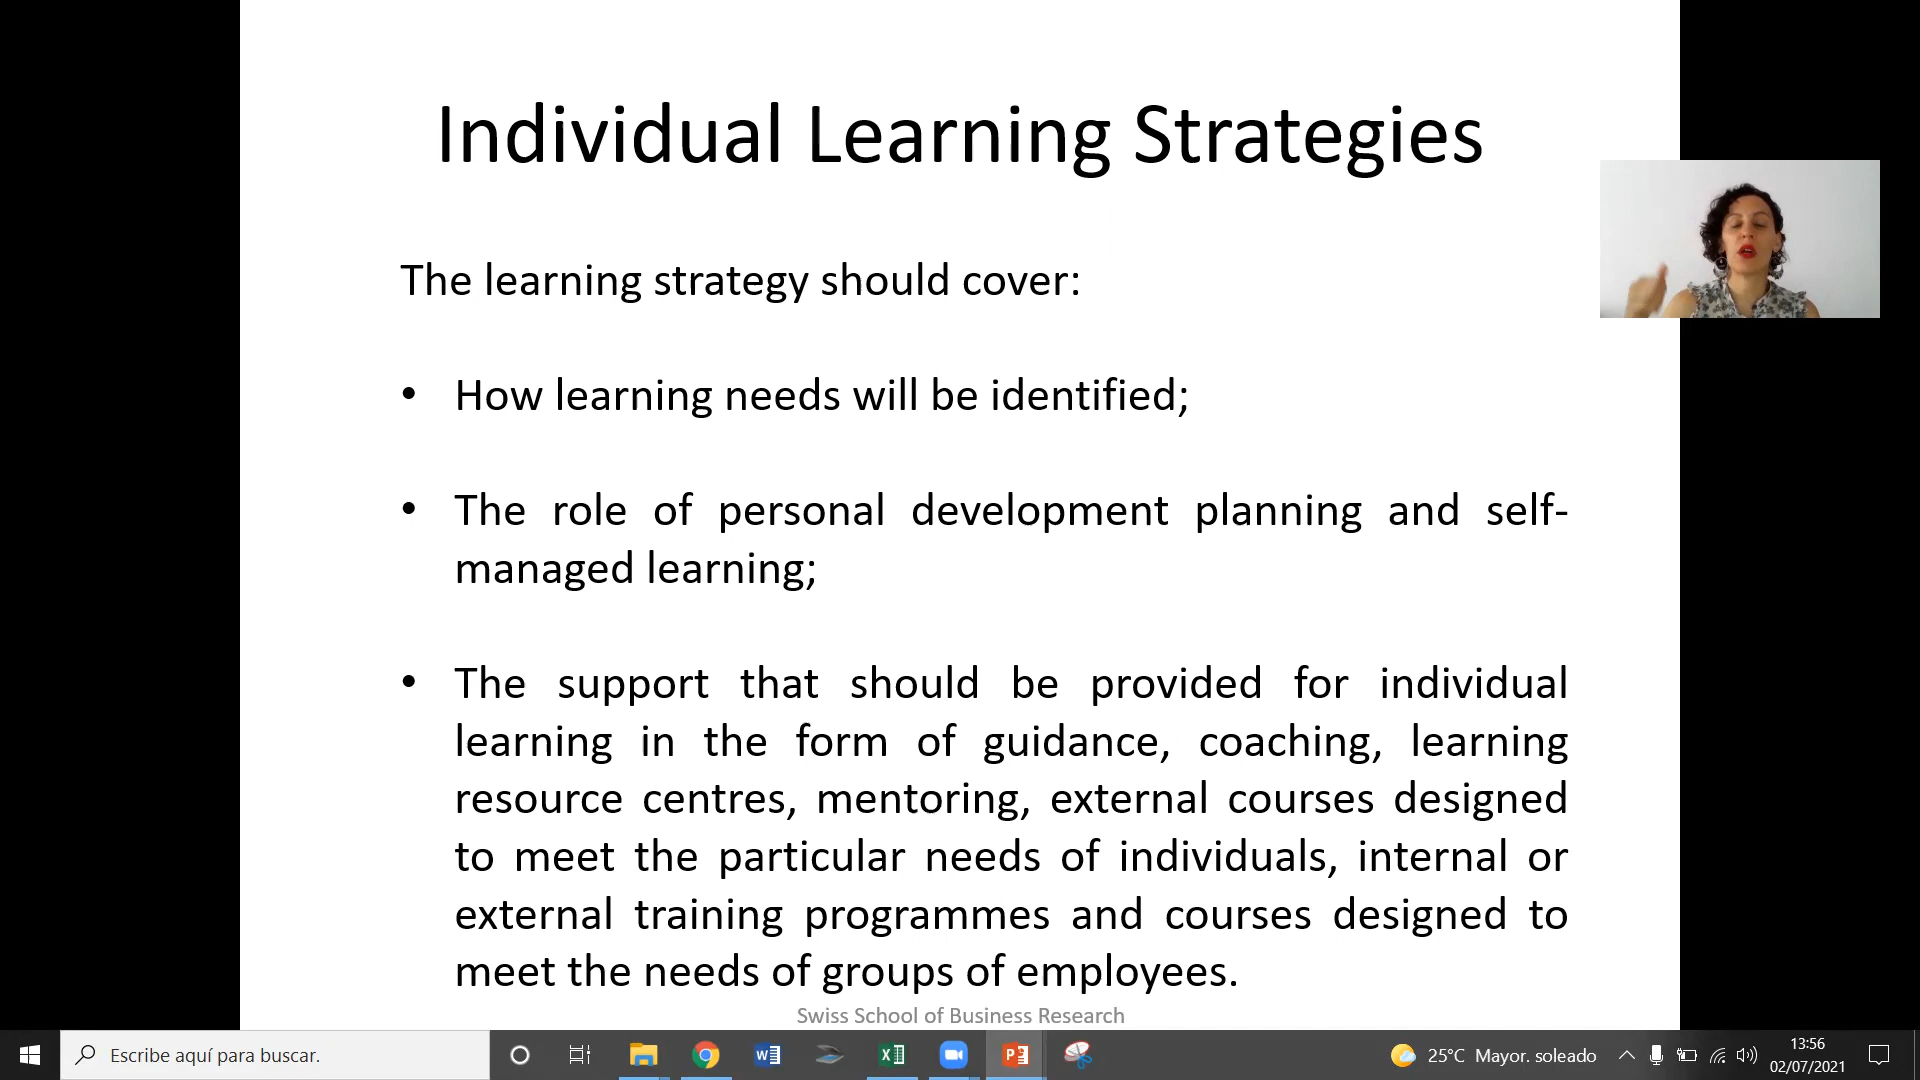 Individual Learning Strategies
The learning strategy should cover:
• How learning needs will be identified;
• The role of personal development planning and self-
managed learning;
• The support that should be provided for individual
learning in the form of guidance, coaching, learning
resource centres, mentoring, external courses designed
to meet the particular needs of individuals, internal or
external training programmes and courses designed to
meet the needs of groups of employees.
Swiss School of Business Research
Escribe aquí para buscar.
25°C Mayor. soleado
13:56
02/07/2021